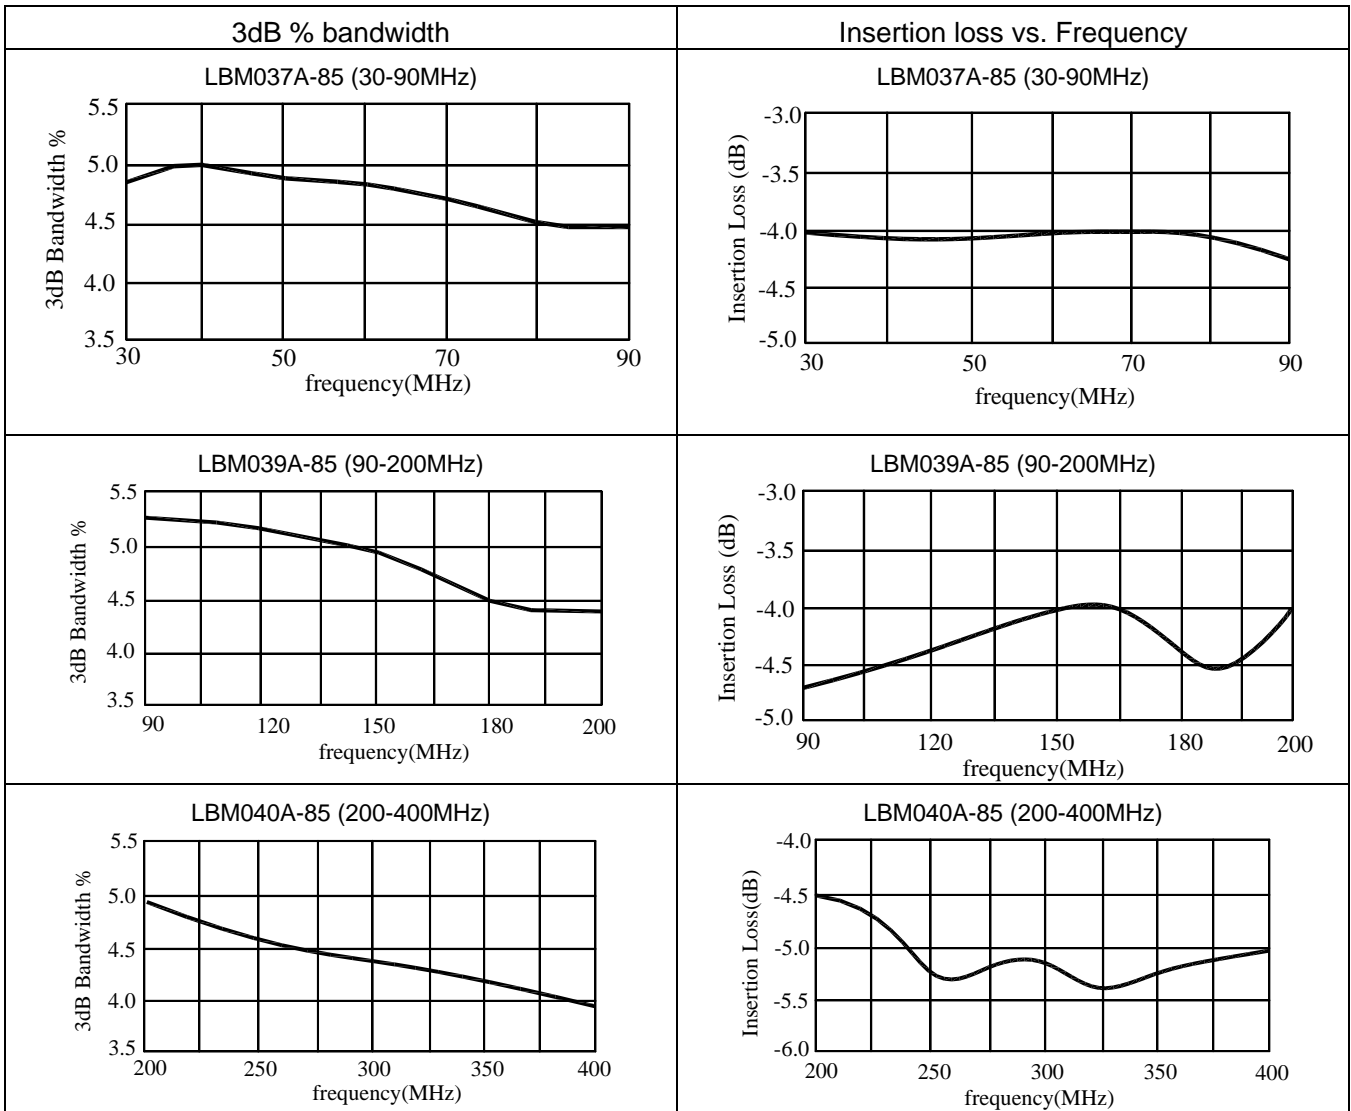 3dB % bandwidth
Insertion loss vs. Frequency
LBM037A-85 (30-90MHz)
3dB Bandwidth %
5.5
5.0
4.5
4.0
3.5
30 50 70 90
frequency(MHz)
LBM037A-85 (30-90MHz)
Insertion Loss (dB)
-3.0
-3.5
-4.0
-4.5
-5.0
30 50 70 90
frequency(MHz)
LBM039A-85 (90-200MHz)
3dB Bandwidth %
5.5
5.0
4.5
4.0
3.5
90 120 150 180 200
frequency(MHz)
LBM039A-85 (90-200MHz)
Insertion Loss (dB)
-3.0
-3.5
-4.0
-4.5
-5.0
90 120 150 180 200
frequency(MHz)
LBM040A-85 (200-400MHz)
3dB Bandwidth %
5.5
5.0
4.5
4.0
3.5
200 250 300 350 400
frequency(MHz)
LBM040A-85 (200-400MHz)
Insertion Loss(dB)
-4.0
-4.5
-5.0
-5.5
-6.0
200 250 300 350 400
frequency(MHz)